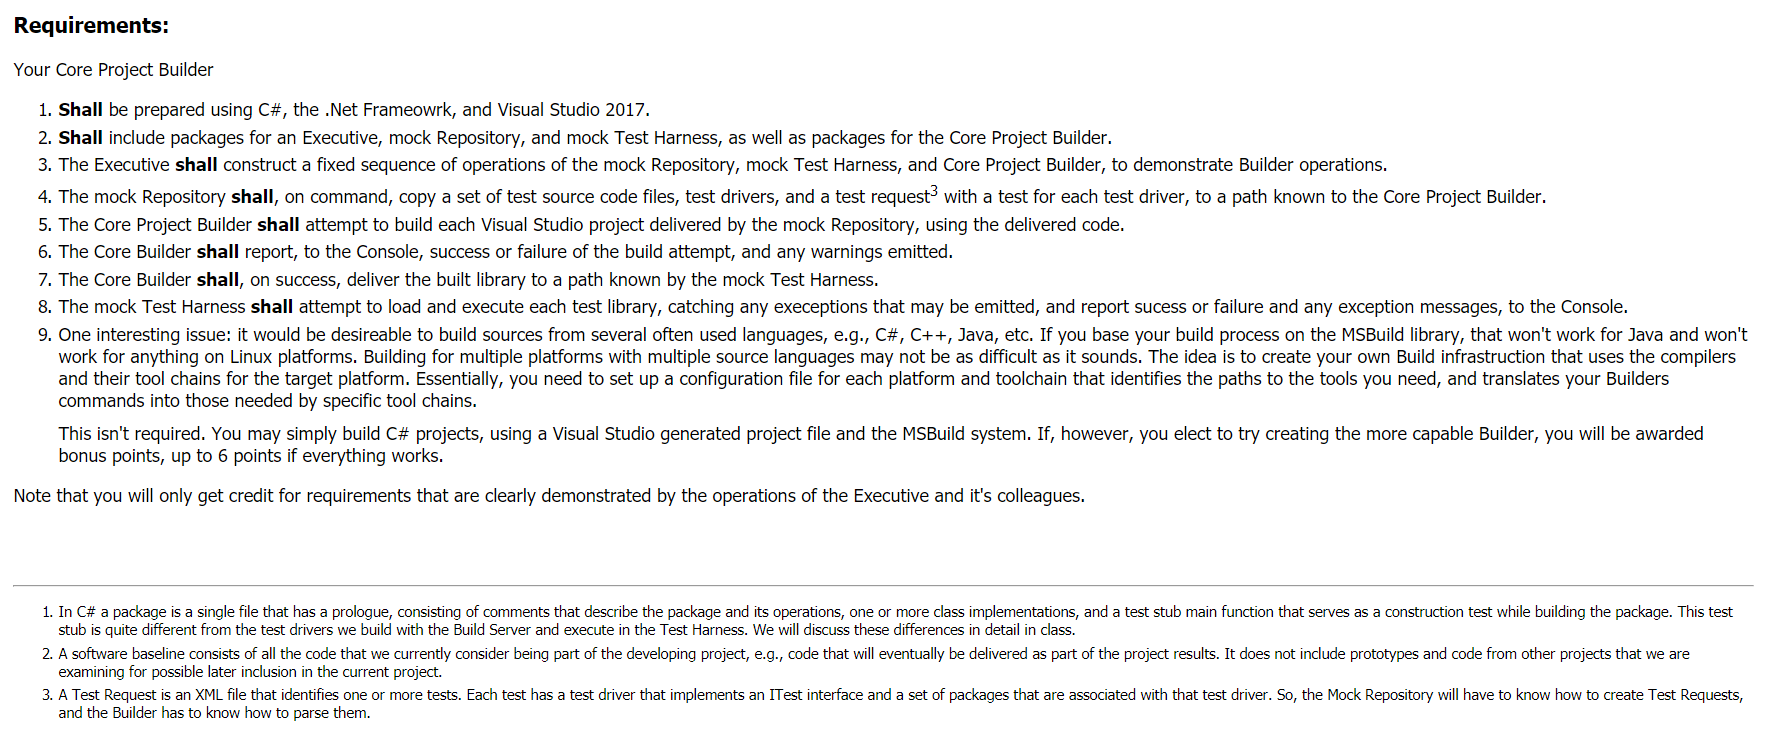 Requirements:
Your Core Project Builder
1. Shall be prepared using C#, the .Net Frameowrk, and Visual Studio 2017.
2. Shall include packages for an Executive, mock Repository, and mock Test Harness, as well as packages for the Core Project Builder.
3. The Executive shall construct a fixed sequence of operations of the mock Repository, mock Test Harness, and Core Project Builder, to demonstrate Builder operations.
4. The mock Repository shall, on command, copy a set of test source code files, test drivers, and a test request3 with a test for each test driver, to a path known to the Core Project Builder.
5. The Core Project Builder shall attempt to build each Visual Studio project delivered by the mock Repository, using the delivered code.
6. The Core Builder shall report, to the Console, success or failure of the build attempt, and any warnings emitted.
7. The Core Builder shall, on success, deliver the built library to a path known by the mock Test Harness.
8. The mock Test Harness shall attempt to load and execute each test library, catching any execeptions that may be emitted, and report sucess or failure and any exception messages, to the Console.
9. One interesting issue: it would be desireable to build sources from several often used languages, e.g., C#, C++, Java, etc. If you base your build process on the MSBuild library, that won't work for Java and won't
work for anything on Linux platforms. Building for multiple platforms with multiple source languages may not be as difficult as it sounds. The idea is to create your own Build infrastruction that uses the compilers
and their tool chains for the target platform. Essentially, you need to set up a configuration file for each platform and toolchain that identifies the paths to the tools you need, and translates your Builders
commands into those needed by specific tool chains.
This isn't required. You may simply build C# projects, using a Visual Studio generated project file and the MSBuild system. If, however, you elect to try creating the more capable Builder, you will be awarded
bonus points, up to 6 points if everything works.
Note that you will only get credit for requirements that are clearly demonstrated by the operations of the Executive and it's colleagues.
1. In C# a package is a single file that has a prologue, consisting of comments that describe the package and its operations, one or more class implementations, and a test stub main function that serves as a construction test while building the package. This test
stub is quite different from the test drivers we build with the Build Server and execute in the Test Harness. We will discuss these differences in detail in class.
2. A software baseline consists of all the code that we currently consider being part of the developing project, e.g., code that will eventually be delivered as part of the project results. It does not include prototypes and code from other projects that we are
examining for possible later inclusion in the current project.
3. A Test Request is an XML file that identifies one or more tests. Each test has a test driver that implements an ITest interface and a set of packages that are associated with that test driver. So, the Mock Repository will have to know how to create Test Requests,
and the Builder has to know how to parse them.